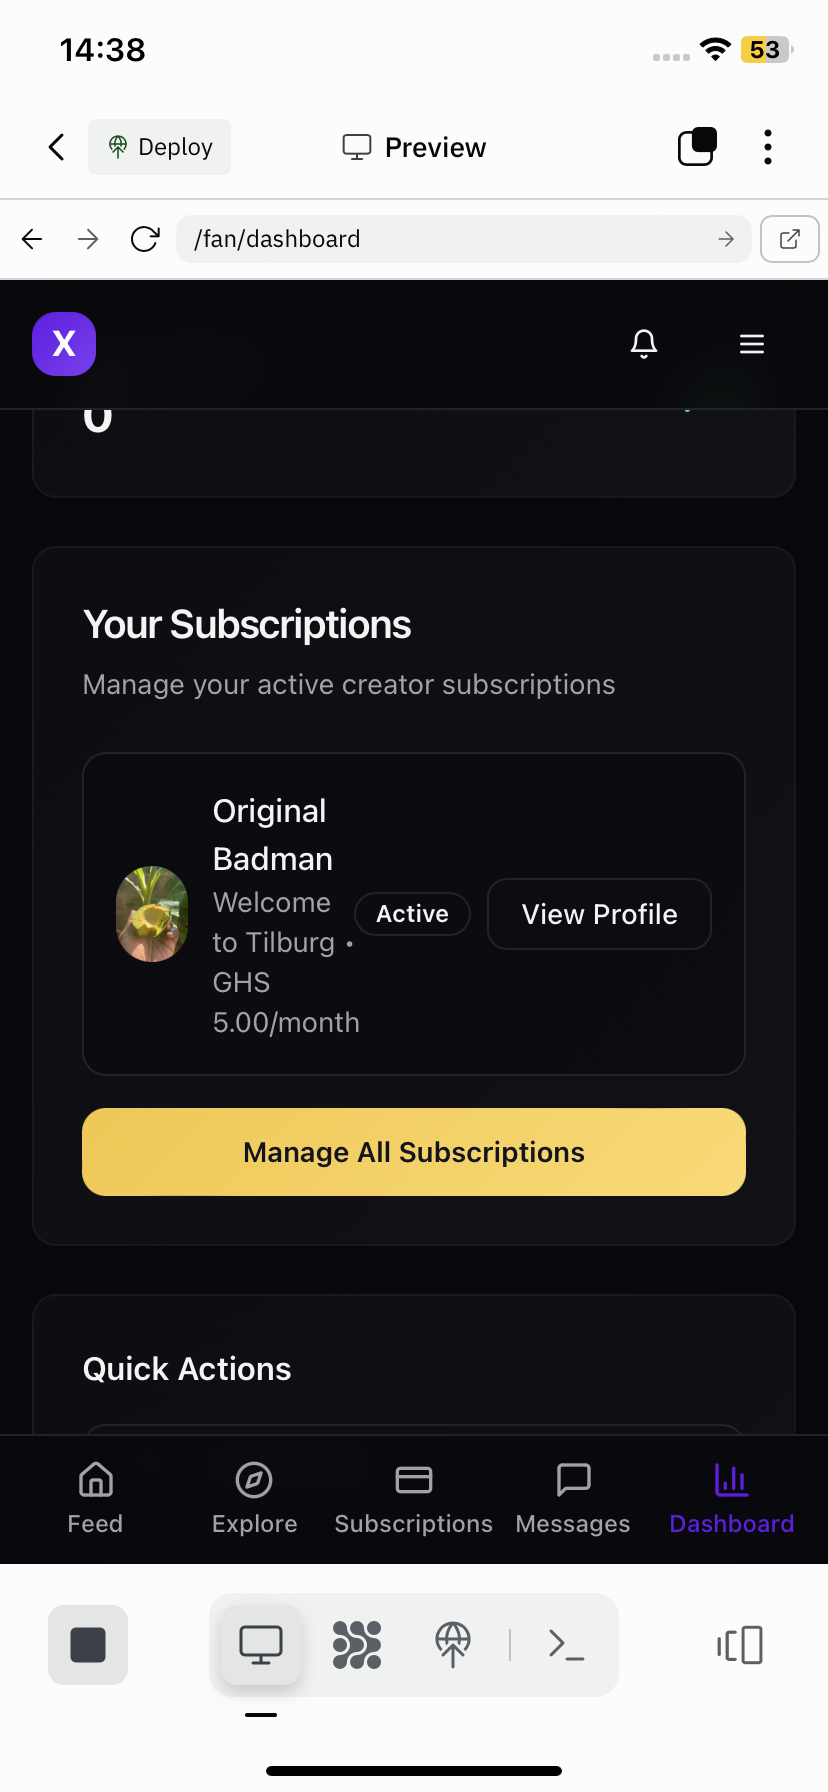 14:38
53
Deploy
Preview
/fan/dashboard
X
0
Your Subscriptions
Manage your active creator subscriptions
Original
Badman
Welcome
to Tilburg •
GHS
5.00/month
Active
View Profile
Manage All Subscriptions
Quick Actions
Feed
Explore
Subscriptions
Messages
Dashboard